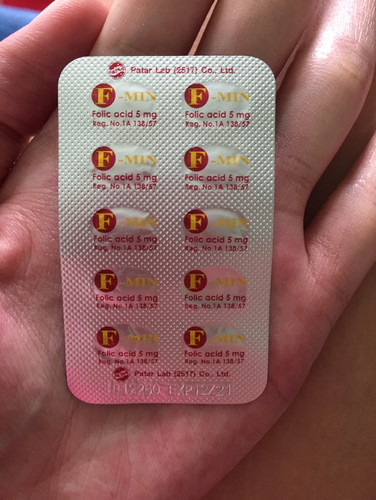 Patar Lab (2517) Co., Ltd.
F-MIN F-MIN
Folic acid 5 mg Folic acid 5 mg
Reg. No.1A 138/57 Reg. No.1A 138/57
F-MIN F-MIN
Folic acid 5 mg Folic acid 5 mg
Reg. No.1A 138/57 Reg. No.1A 138/57
F-MIN F-MIN
Folic acid 5 mg Folic acid 5 mg
Reg. No.1A 138/57 Reg. No.1A 138/57
F-MIN F-MIN
Folic acid 5 mg Folic acid 5 mg
Reg. No.1A 138/57 Reg. No.1A 138/57
F-MIN F-MIN
Folic acid 5 mg Folic acid 5 mg
Reg. No.1A 138/57 Reg. No.1A 138/57
Patar Lab (2517) Co., Ltd.